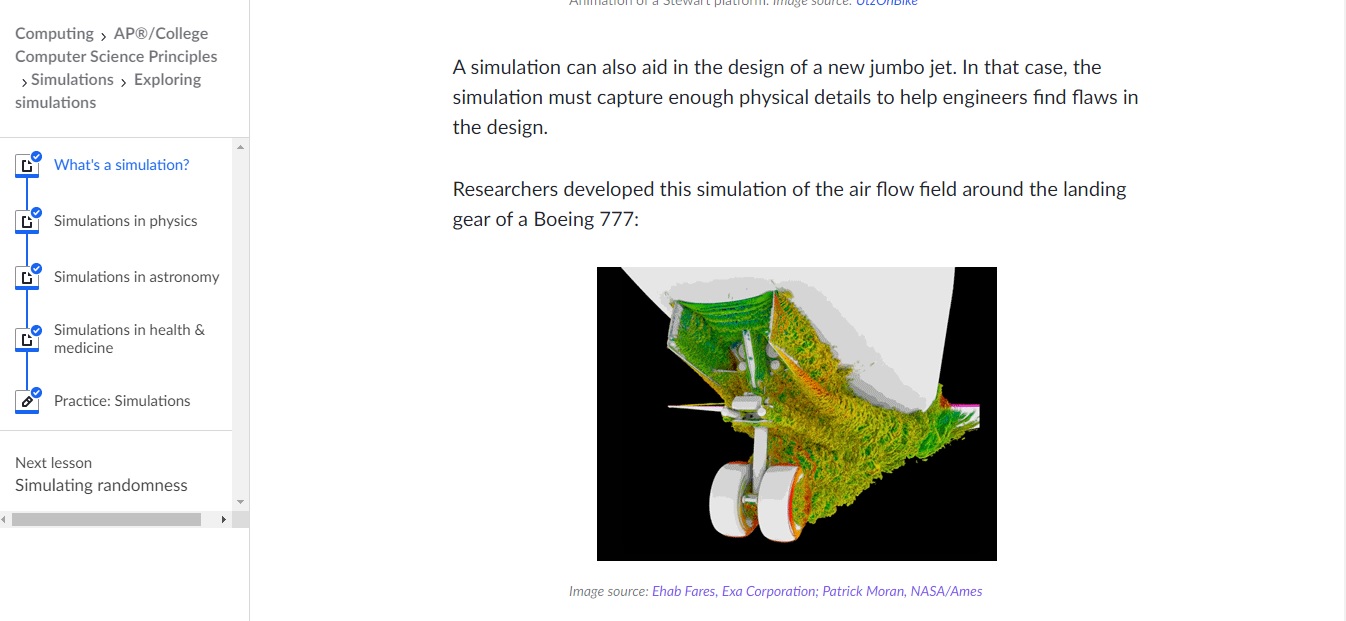 Animation of a Stewart platform. Image source: UtzOnBike
Computing › AP®/College
Computer Science Principles
› Simulations › Exploring
simulations
What's a simulation?
Simulations in physics
Simulations in astronomy
Simulations in health &
medicine
Practice: Simulations
Next lesson
Simulating randomness
A simulation can also aid in the design of a new jumbo jet. In that case, the
simulation must capture enough physical details to help engineers find flaws in
the design.
Researchers developed this simulation of the air flow field around the landing
gear of a Boeing 777:
Image source: Ehab Fares, Exa Corporation; Patrick Moran, NASA/Ames